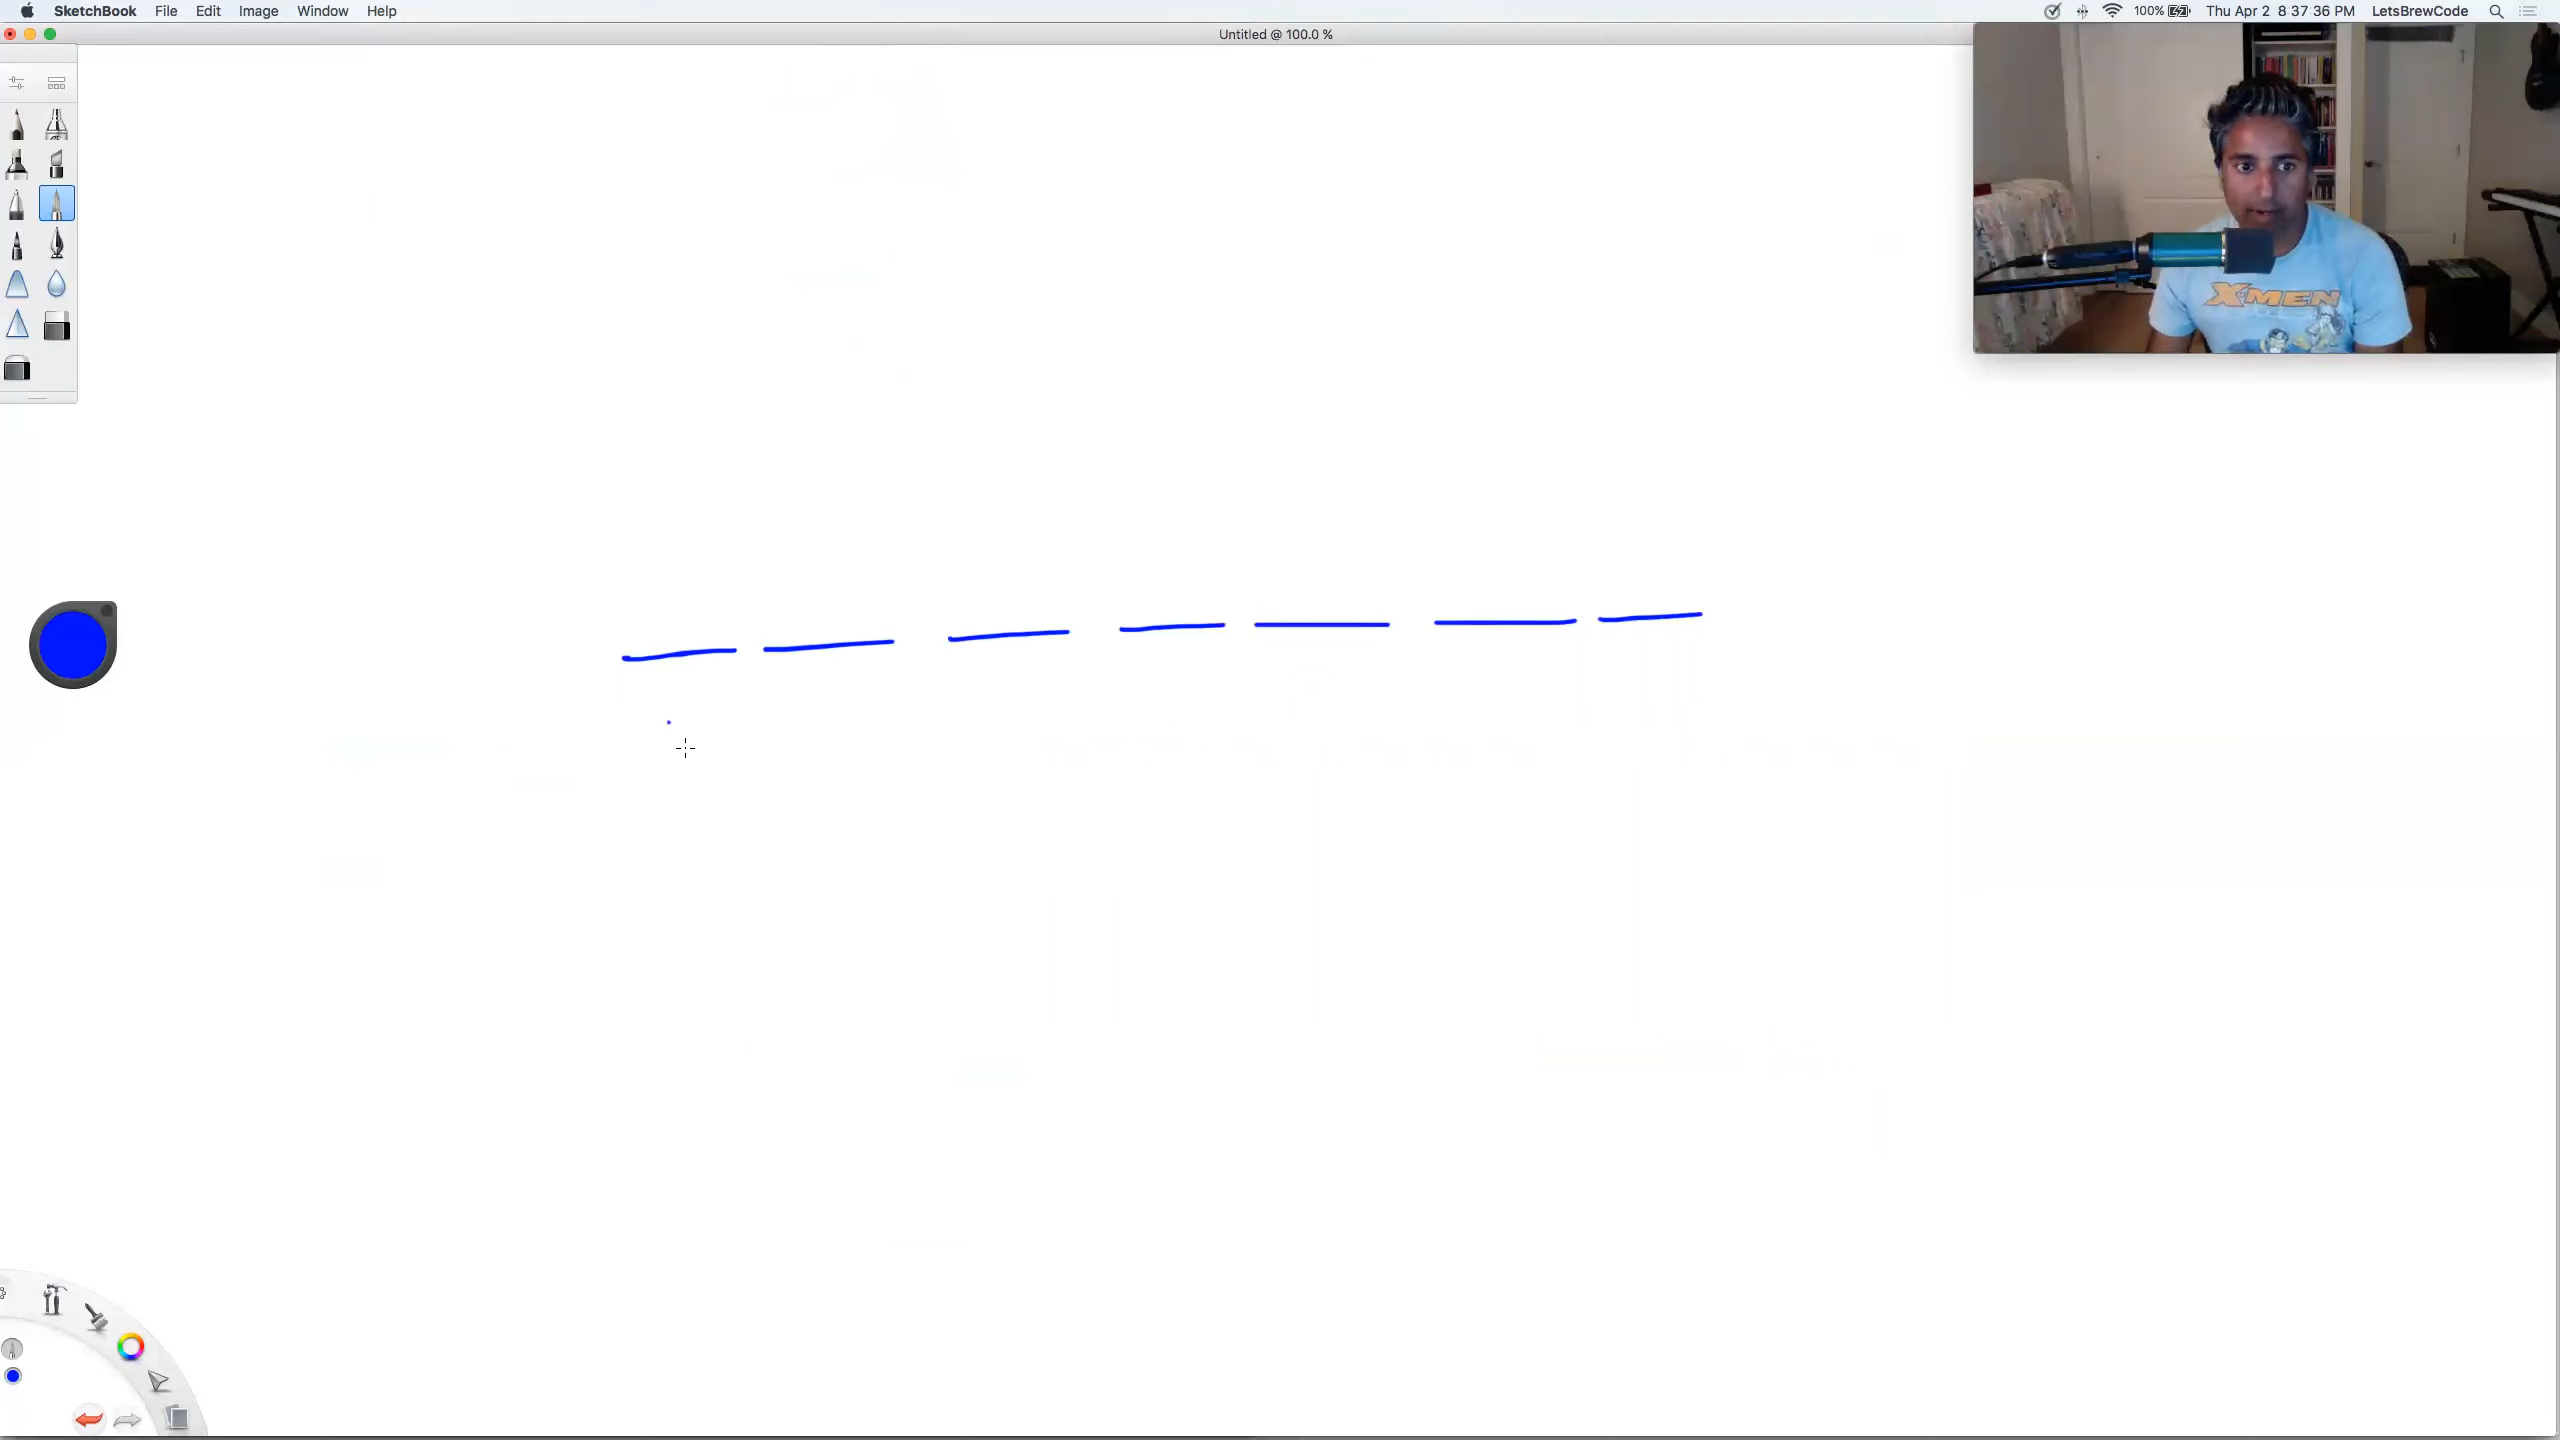 SketchBook File Edit Image Window Help 100% Thu Apr 2 8 37 36 PM LetsBrewCode
Untitled @ 100.0 %
X-MEN